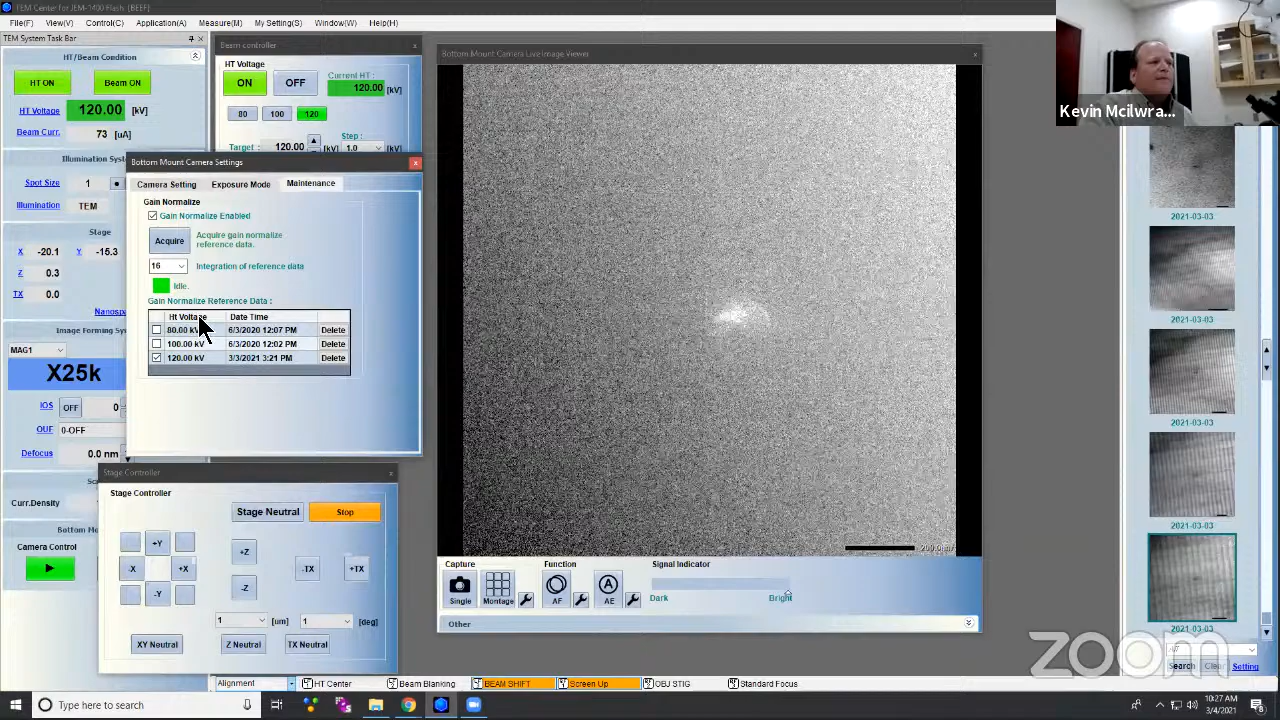 TEM Center for JEM-1400 Flash (BEEF)
File(F) View(V) Control(C) Acquisition(A) Measure(M) My Setting(S) Window(W) Help(H)
TEM System Task Bar
HT/Beam Condition
HT ON Beam ON
HT Voltage 120.00 [kV]
Beam Curr. 73 [uA]
Illumination System
Spot Size 1
Illumination TEM
Stage
X -20.1 Y -15.3
Z 0.3
TX 0.0
Image Forming Sy
MAG1
X25k
IOS OFF 0
OUF 0-OFF
Defocus 0.0 nm
Curr.Density
Camera Control
Beam controller
HT Voltage
ON OFF Current HT : 120.00 [kV]
80 100 120
Target : 120.00 [kV] Step : 1.0 [kV]
Bottom Mount Camera Settings
Camera Setting Exposure Mode Maintenance
Gain Normalize
Gain Normalize Enabled
Acquire Acquire gain normalize
reference data.
16 Integration of reference data
Idle.
Gain Normalize Reference Data :
Ht Voltage Date Time
80.00 kV 6/3/2020 12:07 PM Delete
100.00 kV 6/3/2020 12:02 PM Delete
120.00 kV 3/3/2021 3:21 PM Delete
Stage Controller
Stage Controller
Stage Neutral Stop
+Y
-X +X
-Y
+Z
-Z
-TX +TX
1 [um] 1 [deg]
XY Neutral Z Neutral TX Neutral
Bottom Mount Camera Live Image Viewer
Capture Function Signal Indicator
Single Montage AF AE
Dark Bright
Other
Kevin Mcilwra...
2021-03-03
2021-03-03
2021-03-03
2021-03-03
2021-03-03
Search Clear Setting
zoom
Alignment HT Center Beam Blanking BEAM SHIFT Screen Up OBJ STIG Standard Focus
Type here to search
10:27 AM
3/4/2021
8